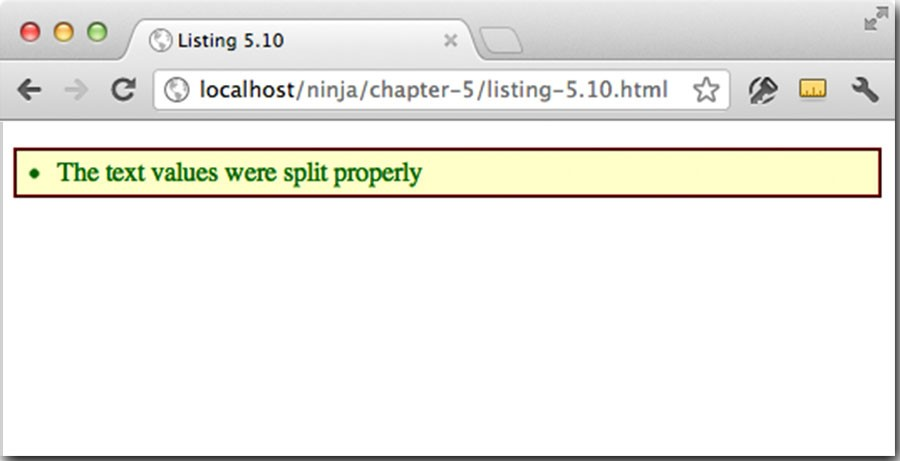 Listing 5.10
localhost/ninja/chapter-5/listing-5.10.html
The text values were split properly